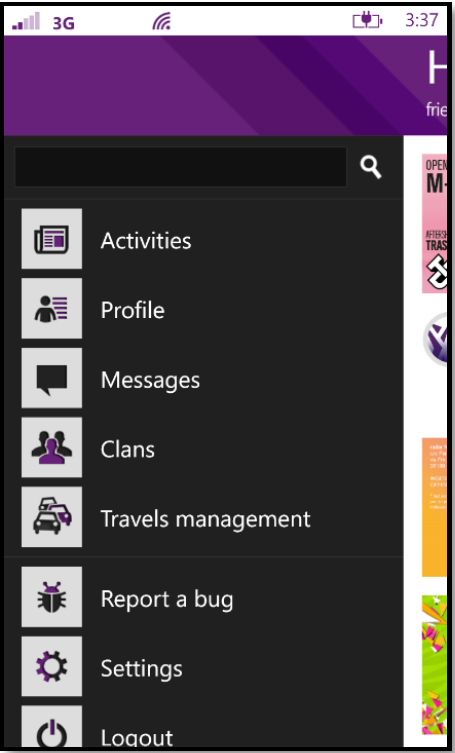 3G 3:37
H
frie
OPEN
M-
AFTERSH
TRAS
Activities
Profile
Messages
Clans
Travels management
Report a bug
Settings
Logout